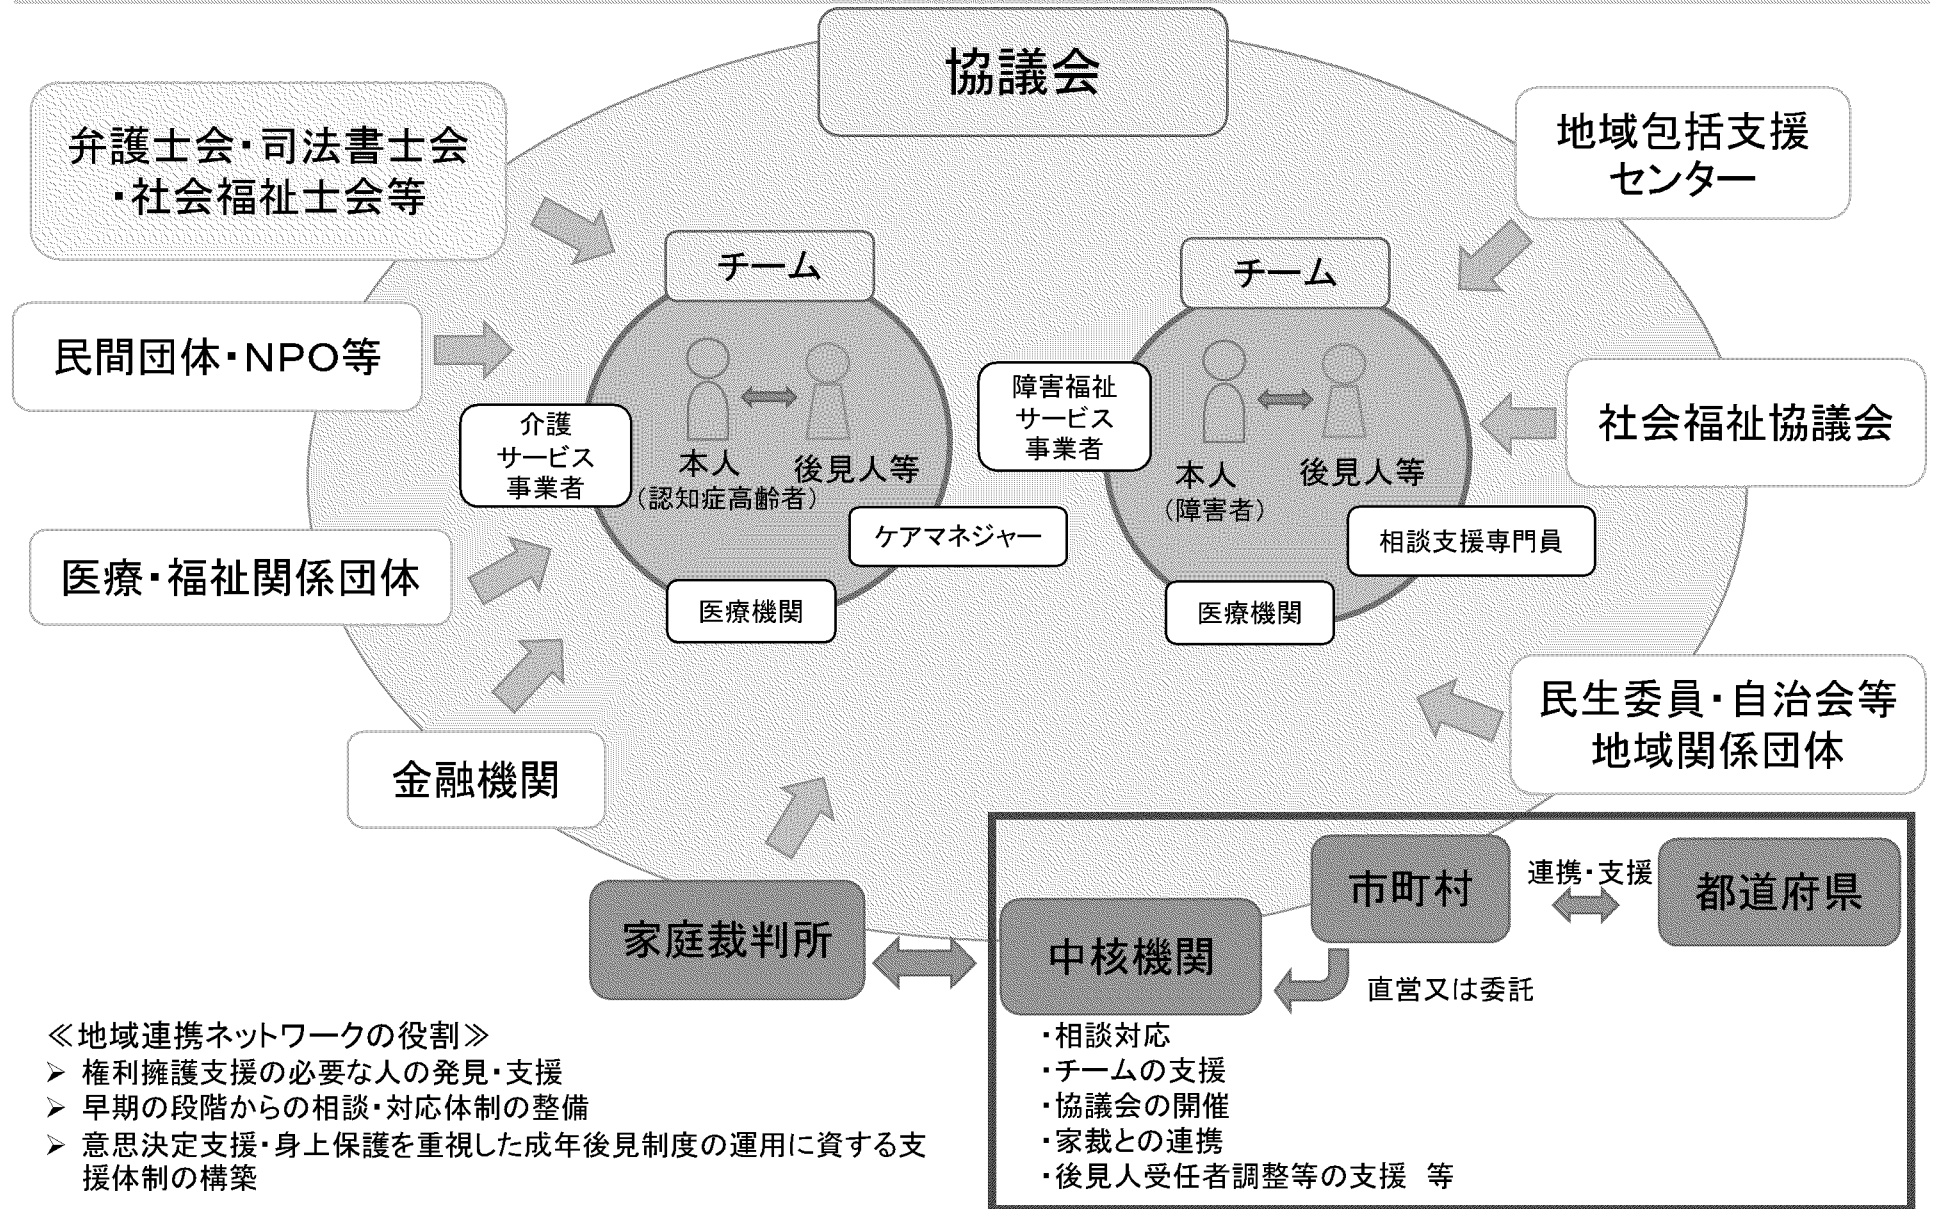 協議会
弁護士会・司法書士会
・社会福祉士会等
地域包括支援
センター
チーム
チーム
民間団体・NPO等
障害福祉
サービス
事業者
社会福祉協議会
介護
サービス
事業者
本人
(認知症高齢者)
後見人等
本人
(障害者)
後見人等
ケアマネジャー
相談支援専門員
医療・福祉関係団体
医療機関
医療機関
民生委員・自治会等
地域関係団体
金融機関
市町村
連携・支援
都道府県
家庭裁判所
中核機関
直営又は委託
≪地域連携ネットワークの役割≫
➢ 権利擁護支援の必要な人の発見・支援
➢ 早期の段階からの相談・対応体制の整備
➢ 意思決定支援・身上保護を重視した成年後見制度の運用に資する支
援体制の構築
・相談対応
・チームの支援
・協議会の開催
・家裁との連携
・後見人受任者調整等の支援 等